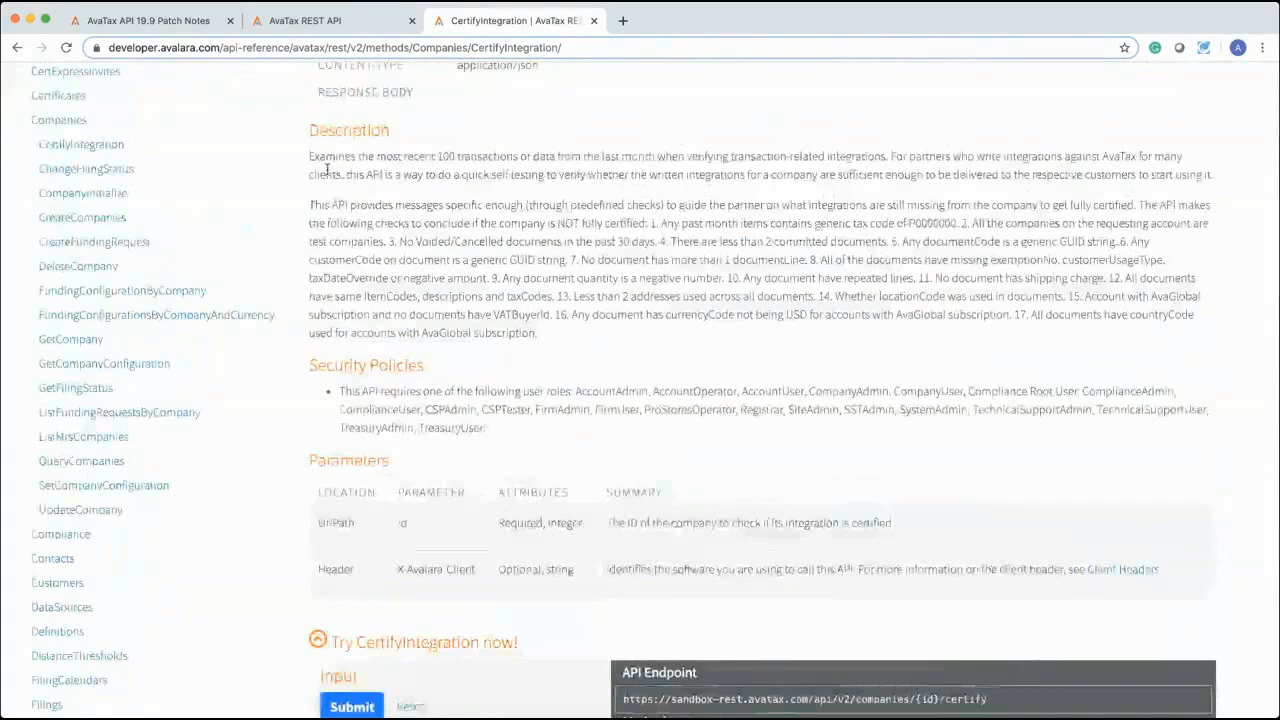 AvaTax API 19.9 Patch Notes
AvaTax REST API
CertifyIntegration | AvaTax RES
developer.avalara.com/api-reference/avatax/rest/v2/methods/Companies/CertifyIntegration/
A
CertExpressInvites
Certificates
Companies
CertifyIntegration
ChangeFilingStatus
CompanyInitialize
CreateCompanies
CreateFundingRequest
DeleteCompany
FundingConfigurationByCompany
FundingConfigurationsByCompanyAndCurrency
GetCompany
GetCompanyConfiguration
GetFilingStatus
ListFundingRequestsByCompany
ListMrsCompanies
QueryCompanies
SetCompanyConfiguration
UpdateCompany
Compliance
Contacts
Customers
DataSources
Definitions
DistanceThresholds
FilingCalendars
Filings
CONTENT-TYPE application/json
RESPONSE BODY
Description
Examines the most recent 100 transactions or data from the last month when verifying transaction-related integrations. For partners who write integrations against AvaTax for many
clients, this API is a way to do a quick self testing to verify whether the written integrations for a company are sufficient enough to be delivered to the respective customers to start using it.
This API provides messages specific enough (through predefined checks) to guide the partner on what integrations are still missing from the company to get fully certified. The API makes
the following checks to conclude if the company is NOT fully certified: 1. Any past month items contains generic tax code of P0000000. 2. All the companies on the requesting account are
test companies. 3. No Voided/Cancelled documents in the past 30 days. 4. There are less than 2 committed documents. 5. Any documentCode is a generic GUID string. 6. Any
customerCode on document is a generic GUID string. 7. No document has more than 1 documentLine. 8. All of the documents have missing exemptionNo. customerUsageType.
taxDateOverride or negative amount. 9. Any document quantity is a negative number. 10. Any document have repeated lines. 11. No document has shipping charge. 12. All documents
have same ItemCodes, descriptions and taxCodes. 13. Less than 2 addresses used across all documents. 14. Whether locationCode was used in documents. 15. Account with AvaGlobal
subscription and no documents have VATBuyerId. 16. Any document has currencyCode not being USD for accounts with AvaGlobal subscription. 17. All documents have countryCode
used for accounts with AvaGlobal subscription.
Security Policies
• This API requires one of the following user roles: AccountAdmin, AccountOperator, AccountUser, CompanyAdmin, CompanyUser, Compliance Root User, ComplianceAdmin,
ComplianceUser, CSPAdmin, CSPTester, FirmAdmin, FirmUser, ProStoresOperator, Registrar, SiteAdmin, SSTAdmin, SystemAdmin, TechnicalSupportAdmin, TechnicalSupportUser,
TreasuryAdmin, TreasuryUser.
Parameters
LOCATION PARAMETER ATTRIBUTES SUMMARY
UriPath id Required, integer The ID of the company to check if its integration is certified
Header X-Avalara-Client Optional, string Identifies the software you are using to call this API. For more information on the client header, see Client Headers
Try CertifyIntegration now!
Input
Submit Reset
API Endpoint
https://sandbox-rest.avatax.com/api/v2/companies/{id}/certify